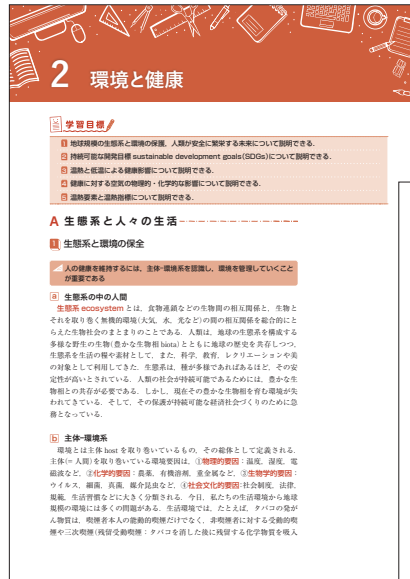 2 環境と健康
学習目標
1 地球規模の生態系と環境の保護，人類が安全に繁栄する未来について説明できる．
2 持続可能な開発目標 sustainable development goals(SDGs)について説明できる．
3 温熱と低温による健康影響について説明できる．
4 健康に対する空気の物理的・化学的な影響について説明できる．
5 温熱要素と温熱指標について説明できる．
A 生態系と人々の生活
1 生態系と環境の保全
人の健康を維持するには，主体-環境系を認識し，環境を管理していくこと
が重要である
a 生態系の中の人間
生態系 ecosystem とは，食物連鎖などの生物間の相互関係と，生物と
それを取り巻く無機的環境(大気，水，光など)の間の相互関係を総合的にと
らえた生物社会のまとまりのことである．人類は，地球の生態系を構成する
多様な野生の生物(豊かな生物相 biota)とともに地球の歴史を共有しつつ，
生態系を生活の糧や素材として，また，科学，教育，レクリエーションや美
の対象として利用してきた．生態系は，種が多様であればあるほど，その安
定性が高いとされている．人類の社会が持続可能であるためには，豊かな生
物相との共存が必要である．しかし，現在その豊かな生物相を育む環境が失
われてきている．そして，その保護が持続可能な経済社会づくりのために急
務となっている．
b 主体-環境系
環境とは主体 host を取り巻いているもの，その総体として定義される．
主体(＝人間)を取り巻いている環境要因は，①物理的要因：温度，湿度，電
磁波など，②化学的要因：農薬，有機溶剤，重金属など，③生物学的要因：
ウイルス，細菌，真菌，媒介昆虫など，④社会文化的要因：社会制度，法律，
規範，生活習慣などに大きく分類される．今日，私たちの生活環境から地球
規模の環境には多くの問題がある．生活環境では，たとえば，タバコの発が
ん物質は，喫煙者本人の能動的喫煙だけでなく，非喫煙者に対する受動的喫
煙や三次喫煙(残留受動喫煙：タバコを消した後に残留する化学物質を吸入